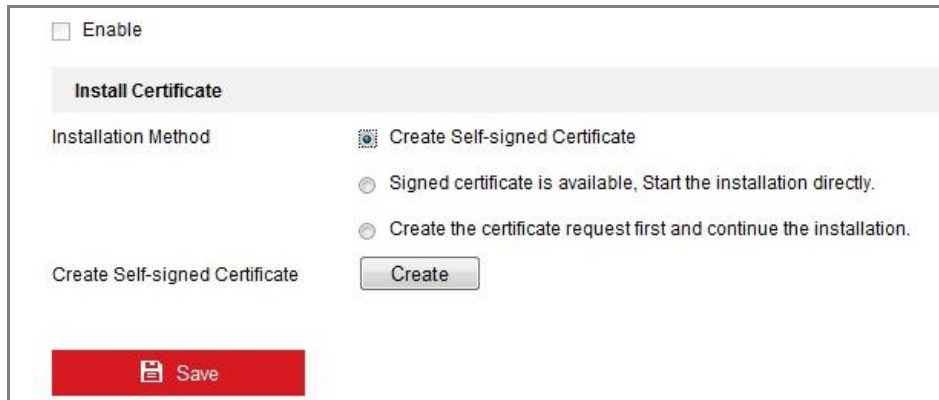 Enable
Install Certificate
Installation Method
Create Self-signed Certificate
Signed certificate is available, Start the installation directly.
Create the certificate request first and continue the installation.
Create Self-signed Certificate
Create
Save